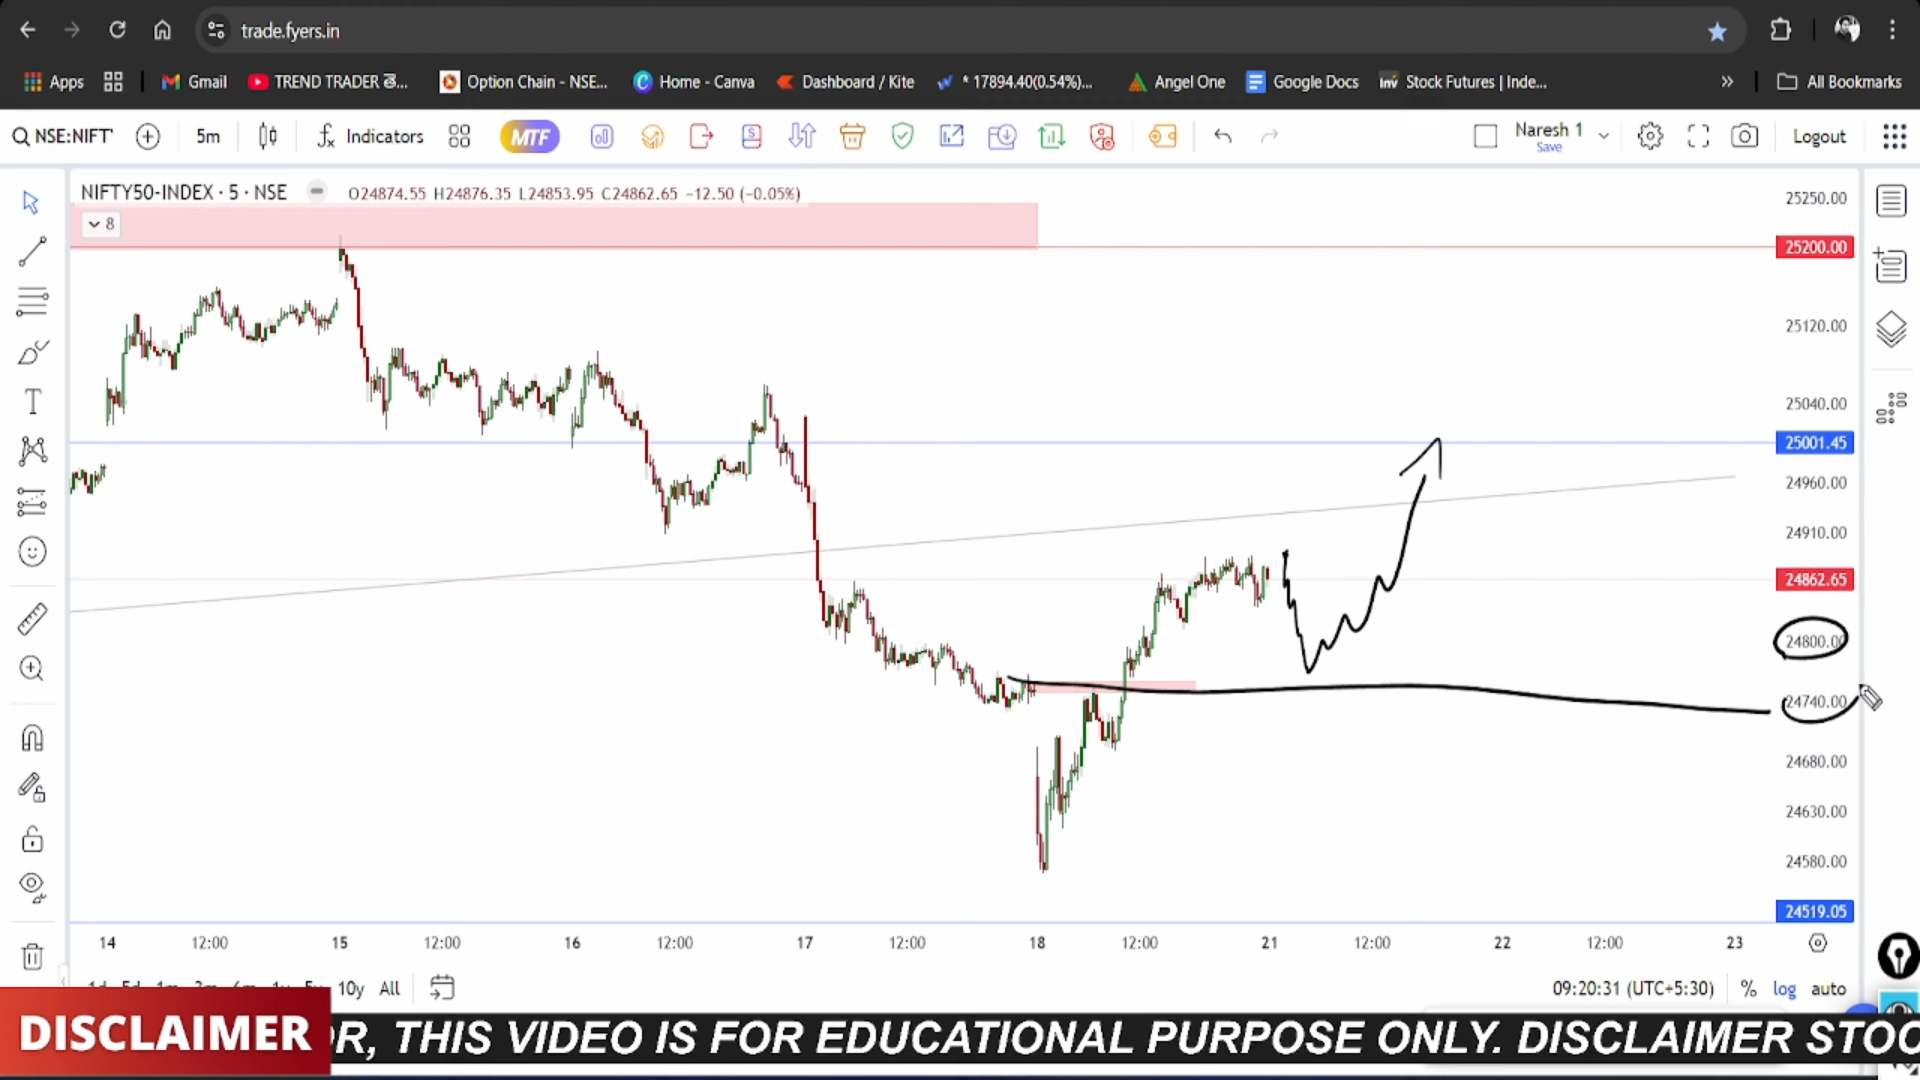 trade.fyers.in
Apps Gmail TREND TRADER తె... Option Chain - NSE... Home - Canva Dashboard / Kite * 17894.40(0.54%)... Angel One Google Docs Stock Futures | Inde... » All Bookmarks
NSE:NIFT' 5m Indicators MTF Naresh 1 Logout
Save
NIFTY50-INDEX · 5 · NSE O24874.55 H24876.35 L24853.95 C24862.65 −12.50 (−0.05%)
8
25250.00
25200.00
25120.00
25040.00
25001.45
24960.00
24910.00
24862.65
24800.00
24740.00
24680.00
24630.00
24580.00
24519.05
14 12:00 15 12:00 16 12:00 17 12:00 18 12:00 21 12:00 22 12:00 23
10y All 09:20:31 (UTC+5:30) % log auto
DISCLAIMER OR, THIS VIDEO IS FOR EDUCATIONAL PURPOSE ONLY. DISCLAIMER STOC